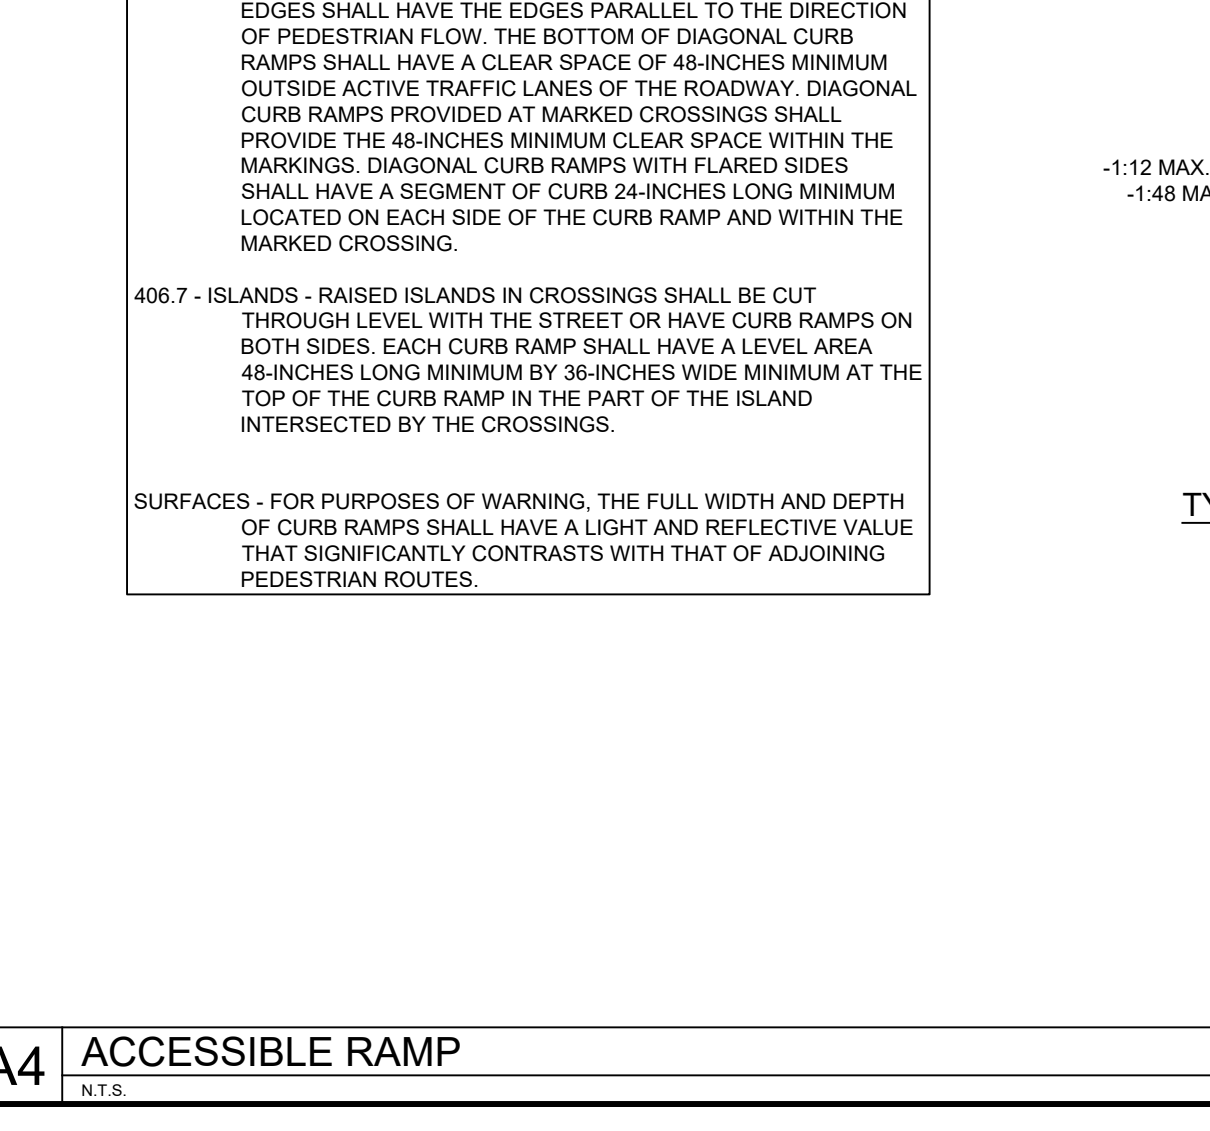 EDGES SHALL HAVE THE EDGES PARALLEL TO THE DIRECTION
OF PEDESTRIAN FLOW. THE BOTTOM OF DIAGONAL CURB
RAMPS SHALL HAVE A CLEAR SPACE OF 48-INCHES MINIMUM
OUTSIDE ACTIVE TRAFFIC LANES OF THE ROADWAY. DIAGONAL
CURB RAMPS PROVIDED AT MARKED CROSSINGS SHALL
PROVIDE THE 48-INCHES MINIMUM CLEAR SPACE WITHIN THE
MARKINGS. DIAGONAL CURB RAMPS WITH FLARED SIDES
SHALL HAVE A SEGMENT OF CURB 24-INCHES LONG MINIMUM
LOCATED ON EACH SIDE OF THE CURB RAMP AND WITHIN THE
MARKED CROSSING.
406.7 - ISLANDS - RAISED ISLANDS IN CROSSINGS SHALL BE CUT
THROUGH LEVEL WITH THE STREET OR HAVE CURB RAMPS ON
BOTH SIDES. EACH CURB RAMP SHALL HAVE A LEVEL AREA
48-INCHES LONG MINIMUM BY 36-INCHES WIDE MINIMUM AT THE
TOP OF THE CURB RAMP IN THE PART OF THE ISLAND
INTERSECTED BY THE CROSSINGS.
SURFACES - FOR PURPOSES OF WARNING, THE FULL WIDTH AND DEPTH
OF CURB RAMPS SHALL HAVE A LIGHT AND REFLECTIVE VALUE
THAT SIGNIFICANTLY CONTRASTS WITH THAT OF ADJOINING
PEDESTRIAN ROUTES.
-1:12 MAX.
-1:48 MA
TY
A4
ACCESSIBLE RAMP
N.T.S.